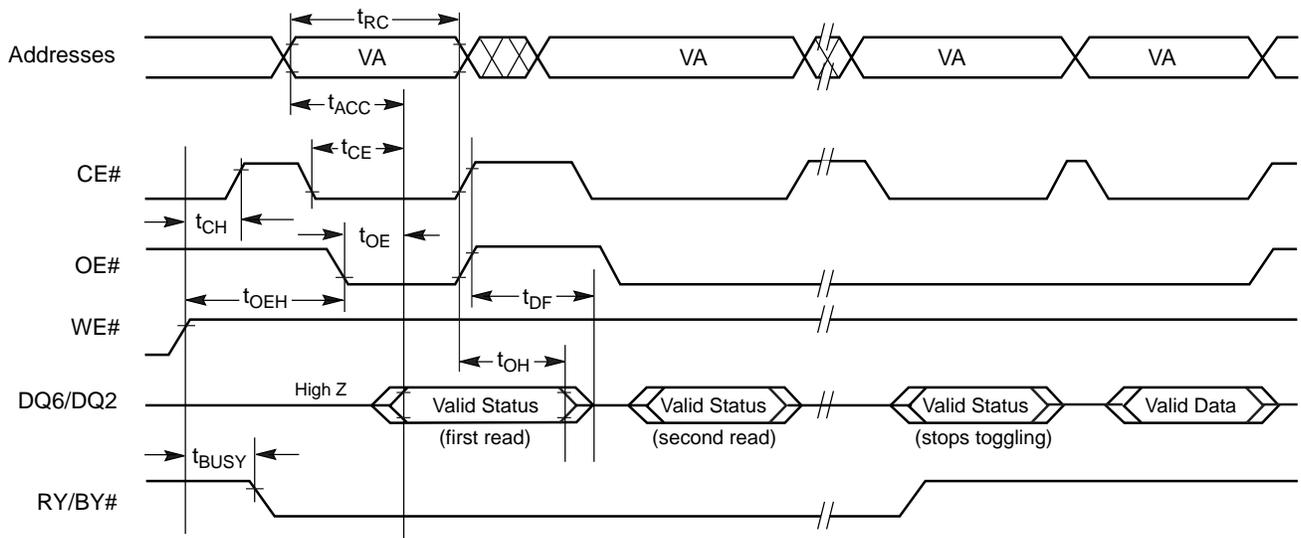 tRC
Addresses VA VA VA VA
tACC
tCE
CE#
tCH
tOE
OE#
tOEH
tDF
WE#
tOH
High Z
DQ6/DQ2 Valid Status Valid Status Valid Status Valid Data
(first read) (second read) (stops toggling)
tBUSY
RY/BY#